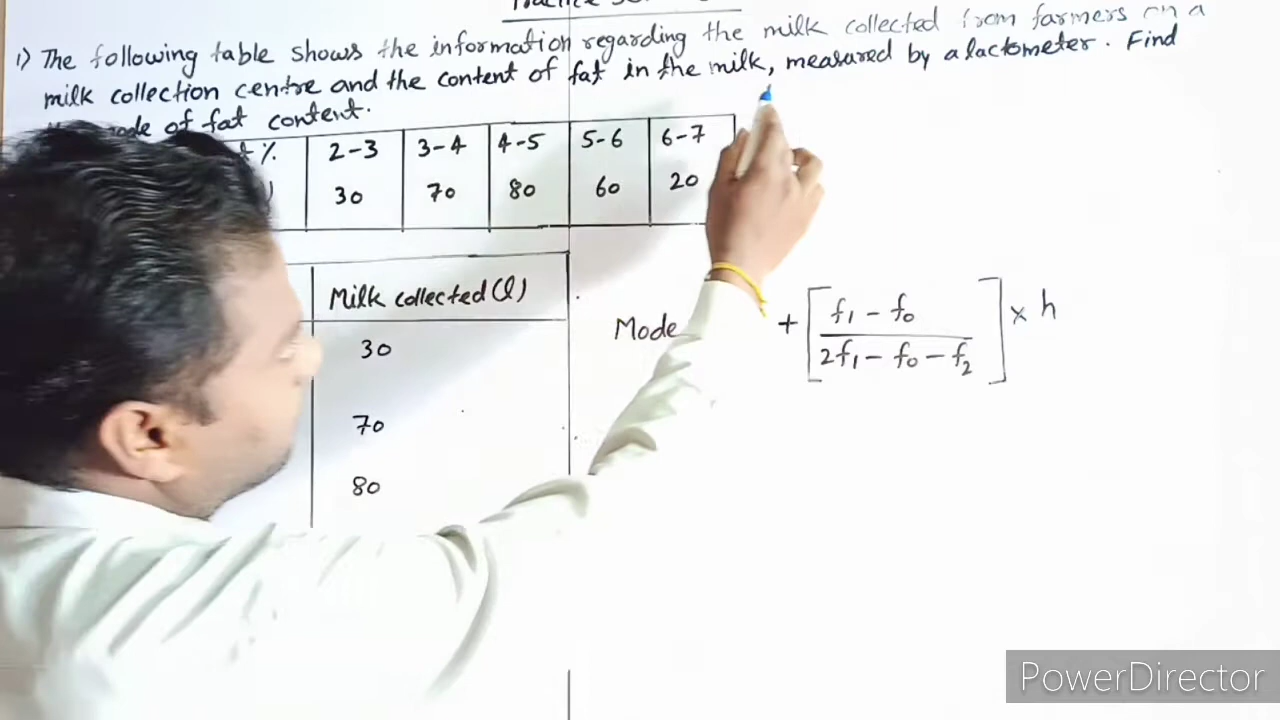 1) The following table shows the information regarding the milk collected from farmers on a
milk collection centre and the content of fat in the milk, measured by a lactometer. Find
mode of fat content.
% 2-3 3-4 4-5 5-6 6-7
30 70 80 60 20
Milk collected (l)
30
70
80
Mode + [ f₁ - f₀ / 2f₁ - f₀ - f₂ ] × h
PowerDirector